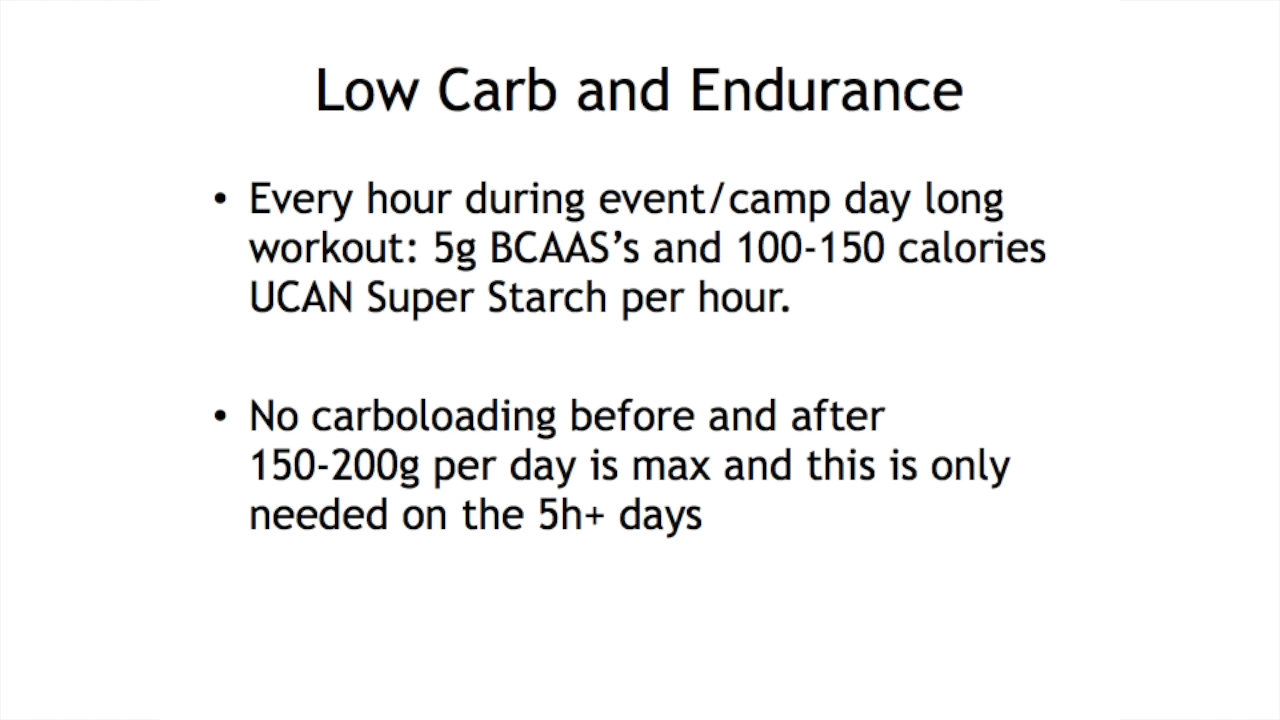 Low Carb and Endurance
• Every hour during event/camp day long
workout: 5g BCAAS’s and 100-150 calories
UCAN Super Starch per hour.
• No carboloading before and after
150-200g per day is max and this is only
needed on the 5h+ days